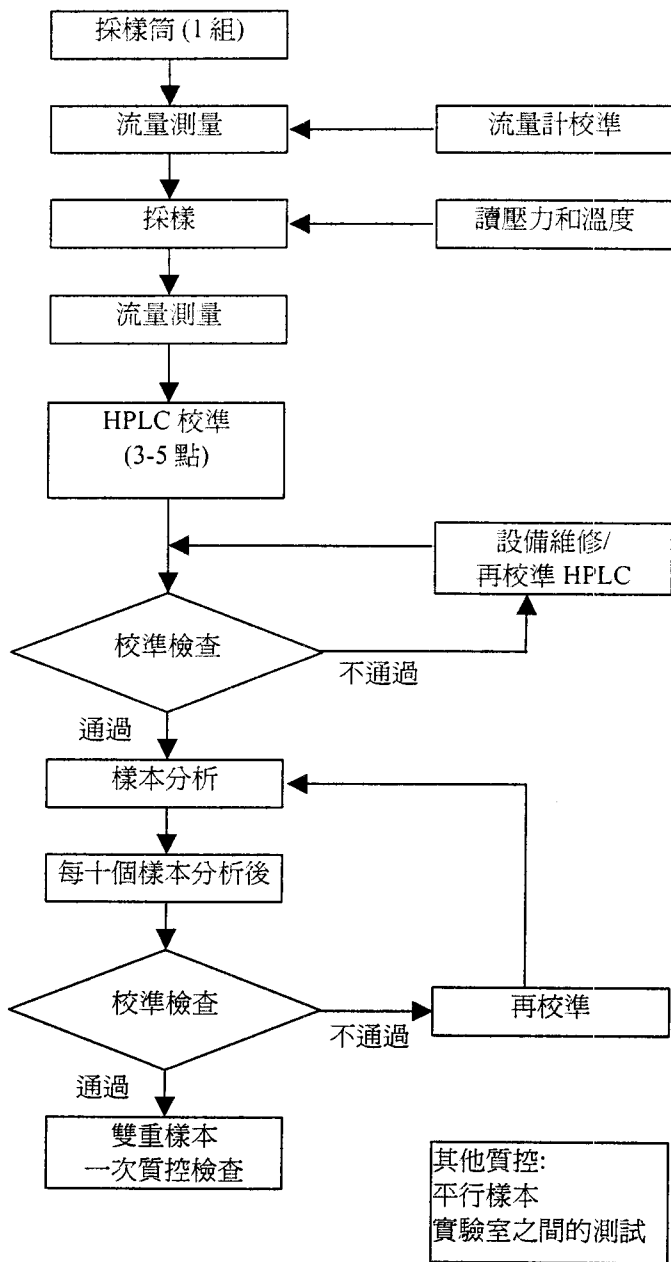 採樣筒 (1 組)
流量測量
流量計校準
採樣
讀壓力和溫度
流量測量
HPLC 校準
(3-5 點)
設備維修/
再校準 HPLC
校準檢查
不通過
通過
樣本分析
每十個樣本分析後
校準檢查
不通過
再校準
通過
雙重樣本
一次質控檢查
其他質控:
平行樣本
實驗室之間的測試